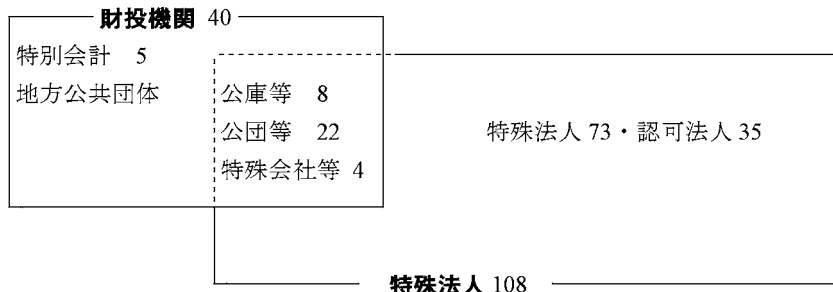 財投機関 40
特別会計 5
地方公共団体
公庫等 8
公団等 22
特殊会社等 4
特殊法人 73・認可法人 35
特殊法人 108